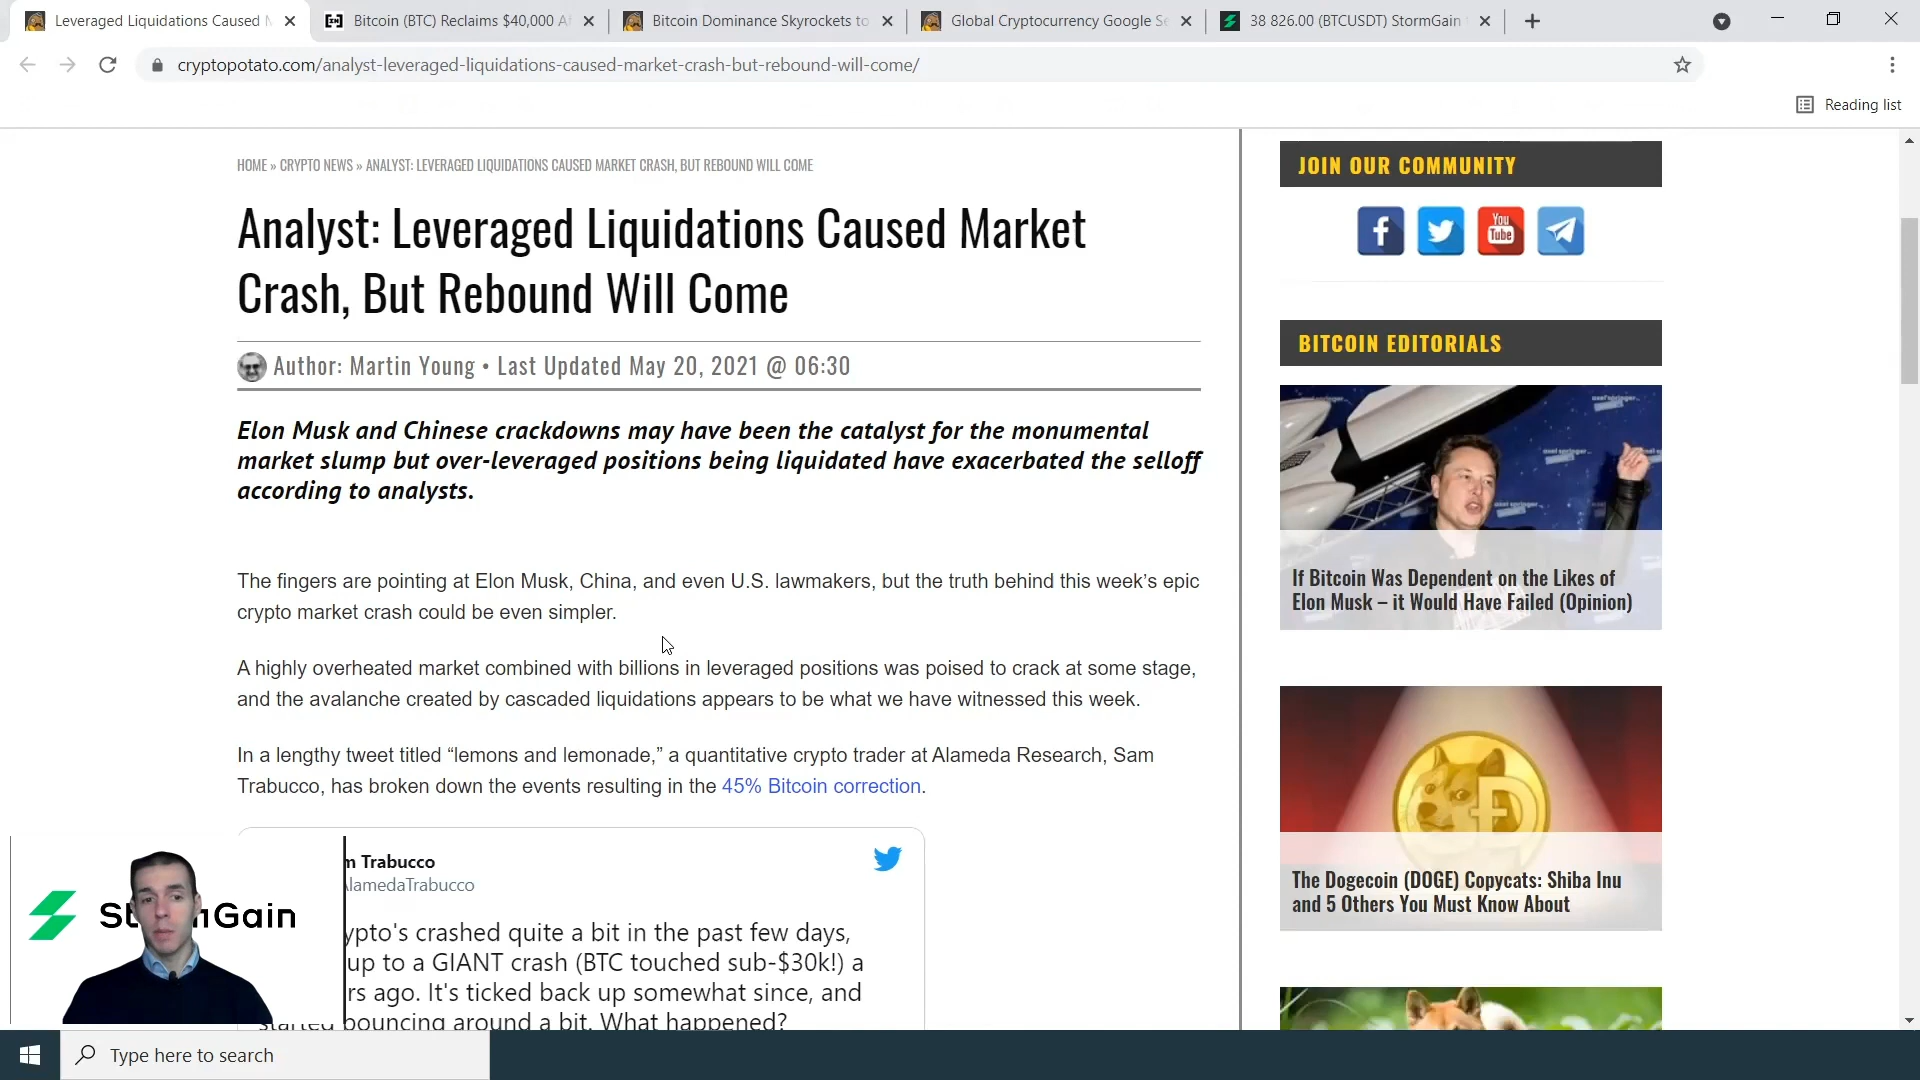 Leveraged Liquidations Caused
Bitcoin (BTC) Reclaims $40,000
Bitcoin Dominance Skyrockets to
Global Cryptocurrency Google Se
38 826.00 (BTCUSDT) StormGain
cryptopotato.com/analyst-leveraged-liquidations-caused-market-crash-but-rebound-will-come/
Reading list
HOME » CRYPTO NEWS » ANALYST: LEVERAGED LIQUIDATIONS CAUSED MARKET CRASH, BUT REBOUND WILL COME
Analyst: Leveraged Liquidations Caused Market
Crash, But Rebound Will Come
Author: Martin Young • Last Updated May 20, 2021 @ 06:30
Elon Musk and Chinese crackdowns may have been the catalyst for the monumental
market slump but over-leveraged positions being liquidated have exacerbated the selloff
according to analysts.
The fingers are pointing at Elon Musk, China, and even U.S. lawmakers, but the truth behind this week’s epic
crypto market crash could be even simpler.
A highly overheated market combined with billions in leveraged positions was poised to crack at some stage,
and the avalanche created by cascaded liquidations appears to be what we have witnessed this week.
In a lengthy tweet titled “lemons and lemonade,” a quantitative crypto trader at Alameda Research, Sam
Trabucco, has broken down the events resulting in the 45% Bitcoin correction.
m Trabucco
lamedaTrabucco
ypto's crashed quite a bit in the past few days,
up to a GIANT crash (BTC touched sub-$30k!) a
rs ago. It's ticked back up somewhat since, and
started bouncing around a bit. What happened?
JOIN OUR COMMUNITY
You
Tube
BITCOIN EDITORIALS
axel springer
If Bitcoin Was Dependent on the Likes of
Elon Musk – it Would Have Failed (Opinion)
The Dogecoin (DOGE) Copycats: Shiba Inu
and 5 Others You Must Know About
St Gain
Type here to search